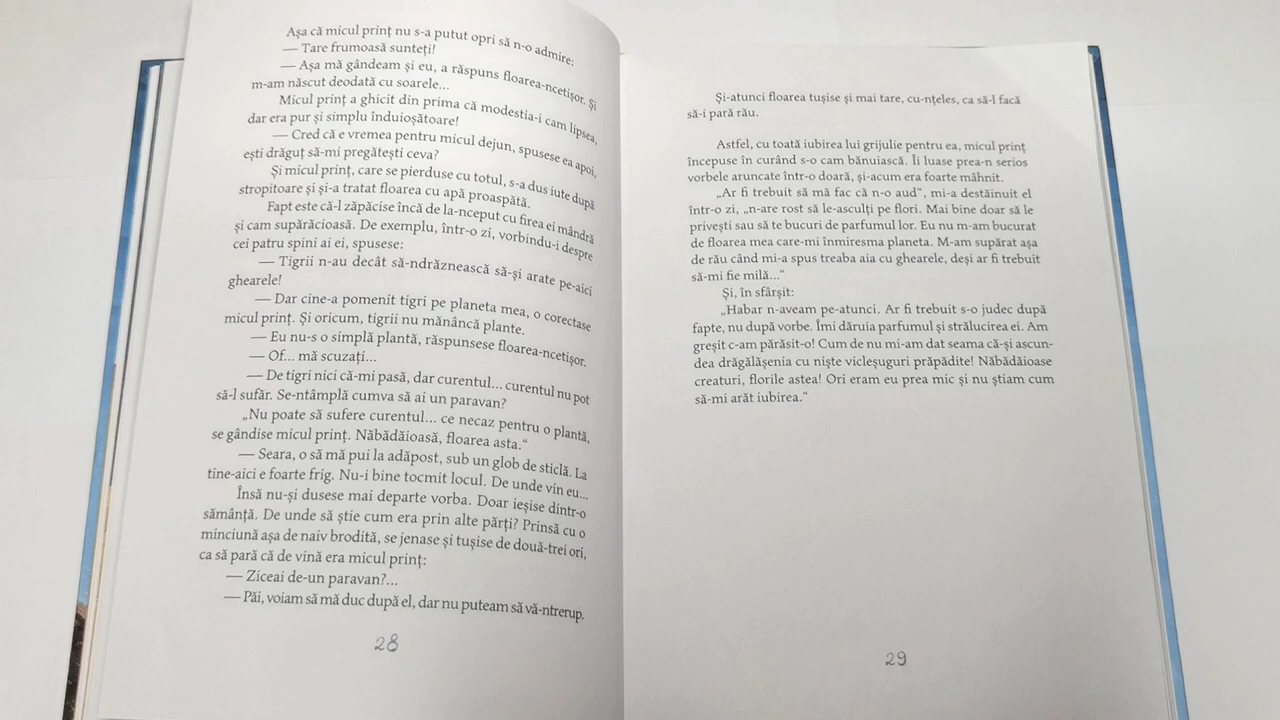 Așa că micul prinț nu s-a putut opri să n-o admire:
— Tare frumoasă sunteți!
— Așa mă gândeam și eu, a răspuns floarea-ncetișor. Și
m-am născut deodată cu soarele...
Micul prinț a ghicit din prima că modestia-i cam lipsea,
dar era pur și simplu înduioșătoare!
— Cred că e vremea pentru micul dejun, spusese ea apoi,
ești drăguț să-mi pregătești ceva?
Și micul prinț, care se pierduse cu totul, s-a dus iute după
stropitoare și și-a tratat floarea cu apă proaspătă.
Fapt este că-l zăpăcise încă de la-nceput cu firea ei mândră
și cam supărăcioasă. De exemplu, într-o zi, vorbindu-i despre
cei patru spini ai ei, spusese:
— Tigrii n-au decât să-ndrăznească să-și arate pe-aici
ghearele!
— Dar cine-a pomenit tigri pe planeta mea, o corectase
micul prinț. Și oricum, tigrii nu mănâncă plante.
— Eu nu-s o simplă plantă, răspunsese floarea-ncetișor.
— Of... mă scuzați...
— De tigri nici că-mi pasă, dar curentul... curentul nu pot
să-l sufăr. Se-ntâmplă cumva să ai un paravan?
„Nu poate să sufere curentul... ce necaz pentru o plantă,
se gândise micul prinț. Năbădăioasă, floarea asta.“
— Seara, o să mă pui la adăpost, sub un glob de sticlă. La
tine-aici e foarte frig. Nu-i bine tocmit locul. De unde vin eu...
Însă nu-și dusese mai departe vorba. Doar ieșise dintr-o
sămânță. De unde să știe cum era prin alte părți? Prinsă cu o
minciună așa de naiv brodită, se jenase și tușise de două-trei ori,
ca să pară că de vină era micul prinț:
— Ziceai de-un paravan?...
— Păi, voiam să mă duc după el, dar nu puteam să vă-ntrerup.
28
Și-atunci floarea tușise și mai tare, cu-nțeles, ca să-l facă
să-i pară rău.
Astfel, cu toată iubirea lui grijulie pentru ea, micul prinț
începuse în curând s-o cam bănuiască. Îi luase prea-n serios
vorbele aruncate într-o doară, și-acum era foarte mâhnit.
„Ar fi trebuit să mă fac că n-o aud“, mi-a destăinuit el
într-o zi, „n-are rost să le-asculți pe flori. Mai bine doar să le
privești sau să te bucuri de parfumul lor. Eu nu m-am bucurat
de floarea mea care-mi înmiresma planeta. M-am supărat așa
de rău când mi-a spus treaba aia cu ghearele, deși ar fi trebuit
să-mi fie milă...“
Și, în sfârșit:
„Habar n-aveam pe-atunci. Ar fi trebuit s-o judec după
fapte, nu după vorbe. Îmi dăruia parfumul și strălucirea ei. Am
greșit c-am părăsit-o! Cum de nu mi-am dat seama că-și ascun-
dea drăgălășenia cu niște vicleșuguri prăpădite! Năbădăioase
creaturi, florile astea! Ori eram eu prea mic și nu știam cum
să-mi arăt iubirea.“
29